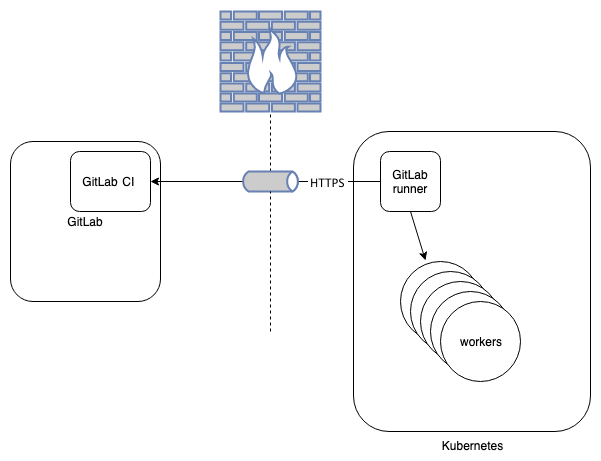 GitLab CI
GitLab
HTTPS
GitLab
runner
workers
Kubernetes